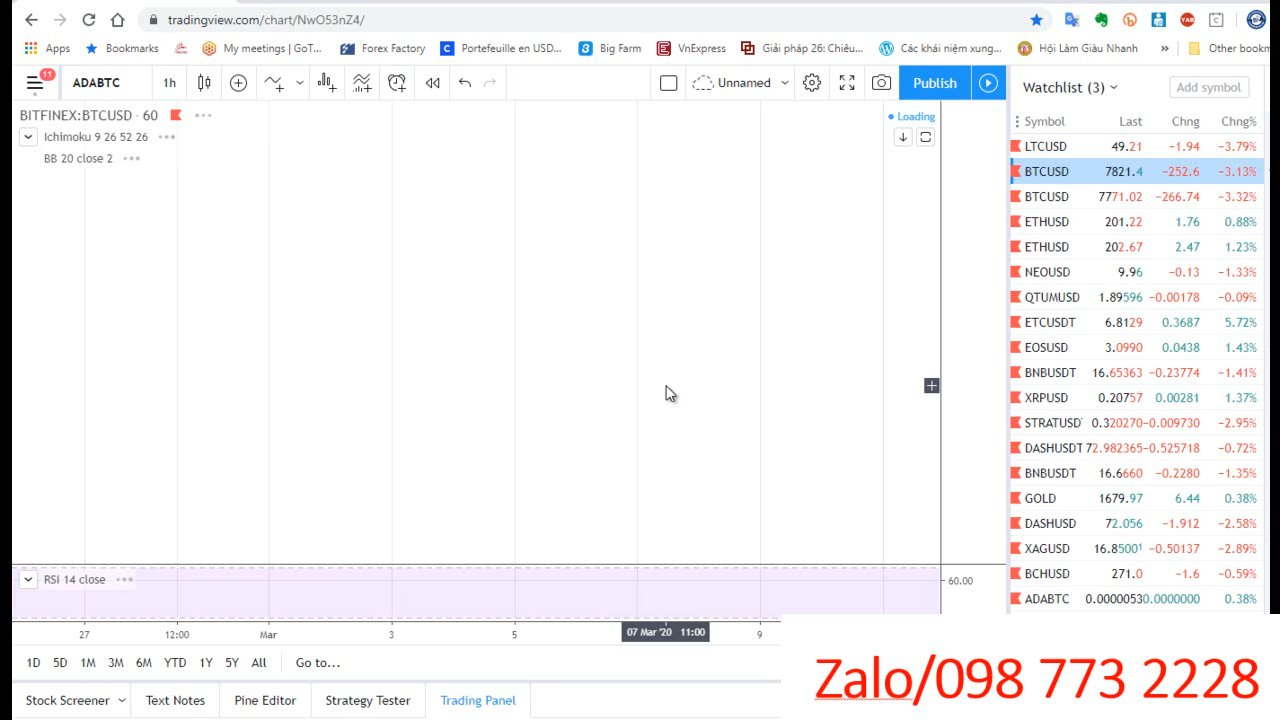 tradingview.com/chart/NwO53nZ4/
Apps Bookmarks My meetings | GoT... Forex Factory Portefeuille en USD... Big Farm VnExpress Giải pháp 26: Chiêu... Các khái niệm xung... Hội Làm Giàu Nhanh » Other bookm
11 ADABTC 1h Unnamed Publish
Watchlist (3) Add symbol
BITFINEX:BTCUSD · 60
Loading
Ichimoku 9 26 52 26
BB 20 close 2
Symbol Last Chng Chng%
LTCUSD 49.21 −1.94 −3.79%
BTCUSD 7821.4 −252.6 −3.13%
BTCUSD 7771.02 −266.74 −3.32%
ETHUSD 201.22 1.76 0.88%
ETHUSD 202.67 2.47 1.23%
NEOUSD 9.96 −0.13 −1.33%
QTUMUSD 1.89596 −0.00178 −0.09%
ETCUSDT 6.8129 0.3687 5.72%
EOSUSD 3.0990 0.0438 1.43%
BNBUSDT 16.65363 −0.23774 −1.41%
XRPUSD 0.20757 0.00281 1.37%
STRATUSD 0.320270 −0.009730 −2.95%
DASHUSDT 72.982365 −0.525718 −0.72%
BNBUSDT 16.6660 −0.2280 −1.35%
GOLD 1679.97 6.44 0.38%
DASHUSD 72.056 −1.912 −2.58%
XAGUSD 16.8500¹ −0.50137 −2.89%
BCHUSD 271.0 −1.6 −0.59%
ADABTC 0.0000053 0.0000000 0.38%
RSI 14 close
60.00
27 12:00 Mar 3 5 07 Mar '20 11:00 9
1D 5D 1M 3M 6M YTD 1Y 5Y All Go to...
Stock Screener Text Notes Pine Editor Strategy Tester Trading Panel
Zalo/098 773 2228